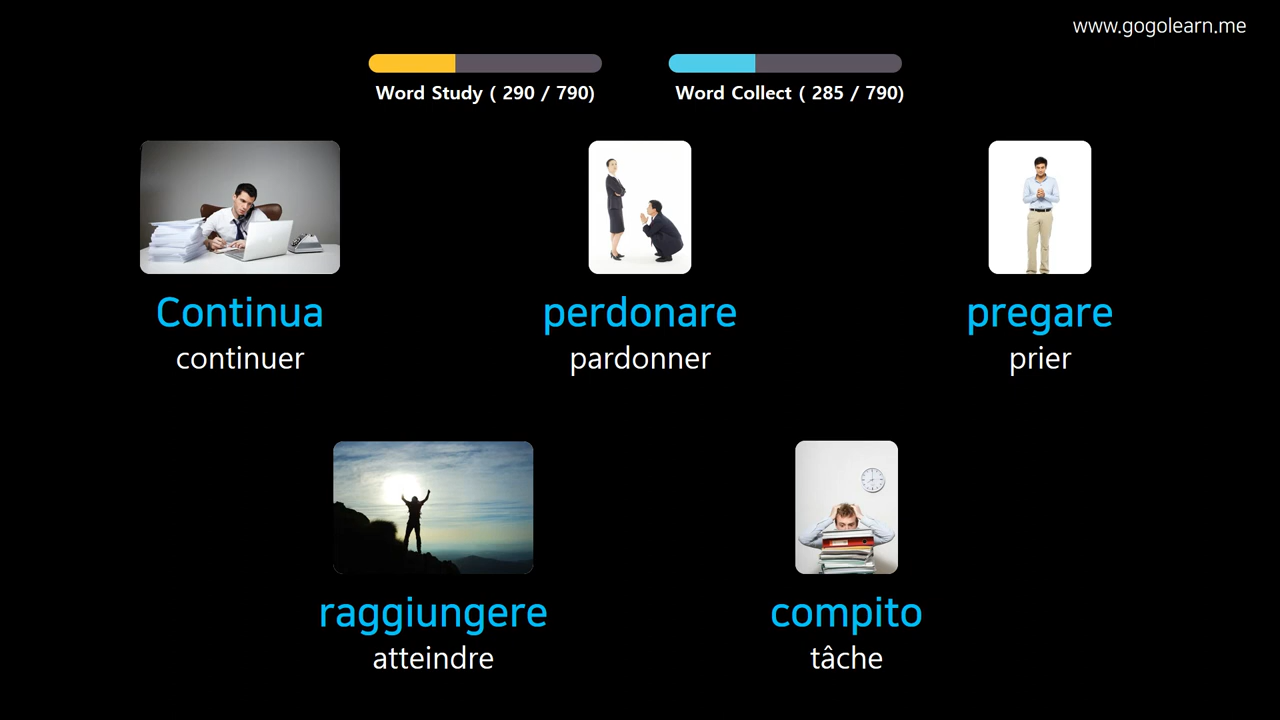 www.gogolearn.me
Word Study ( 290 / 790)
Word Collect ( 285 / 790)
Continua
continuer
perdonare
pardonner
pregare
prier
raggiungere
atteindre
compito
tâche